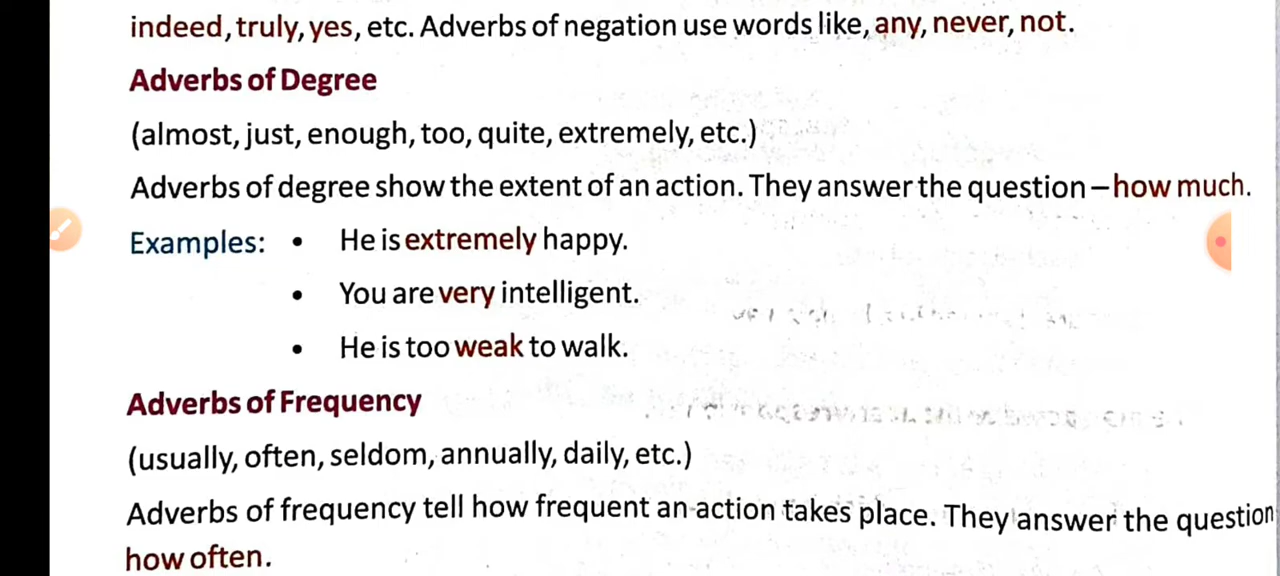 indeed, truly, yes, etc. Adverbs of negation use words like, any, never, not.
Adverbs of Degree
(almost, just, enough, too, quite, extremely, etc.)
Adverbs of degree show the extent of an action. They answer the question – how much.
Examples: • He is extremely happy.
• You are very intelligent.
• He is too weak to walk.
Adverbs of Frequency
(usually, often, seldom, annually, daily, etc.)
Adverbs of frequency tell how frequent an action takes place. They answer the question
how often.